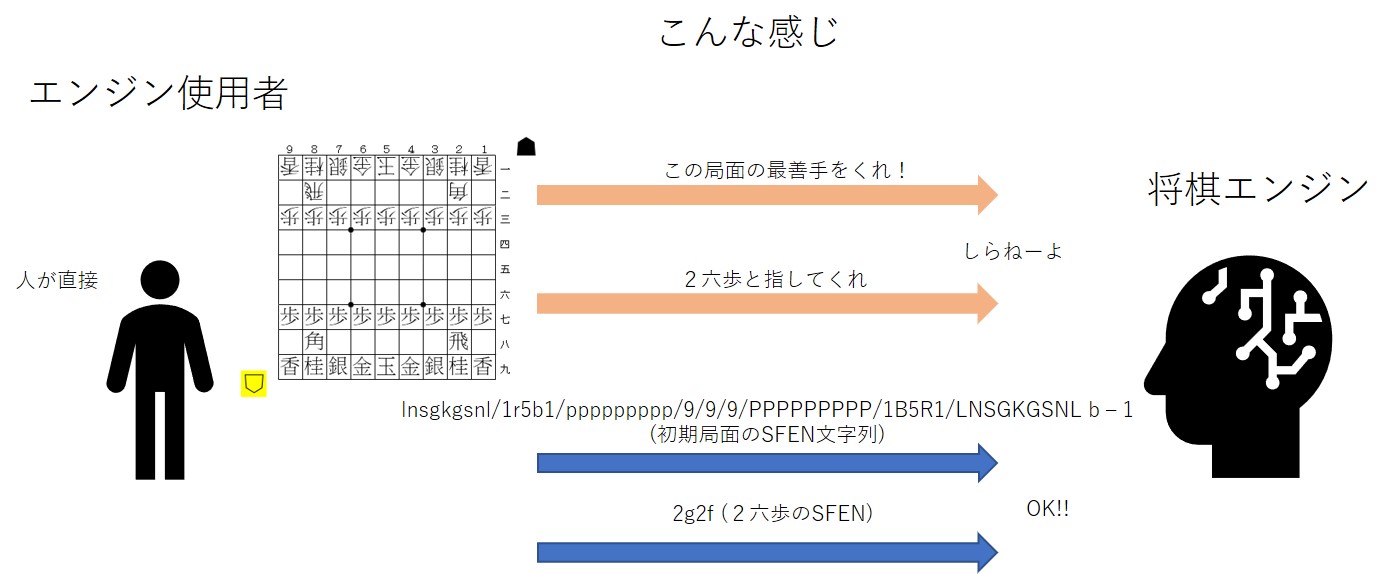 こんな感じ
エンジン使用者
9 8 7 6 5 4 3 2 1
香桂銀金玉金銀桂香 一
飛角 二
歩歩歩歩歩歩歩歩歩 三
四
五
六
歩歩歩歩歩歩歩歩歩 七
角飛 八
香桂銀金玉金銀桂香 九
人が直接
この局面の最善手をくれ！
将棋エンジン
しらねーよ
２六歩と指してくれ
lnsgkgsnl/1r5b1/ppppppppp/9/9/9/PPPPPPPPP/1B5R1/LNSGKGSNL b – 1
(初期局面のSFEN文字列)
2g2f (２六歩のSFEN)
OK!!